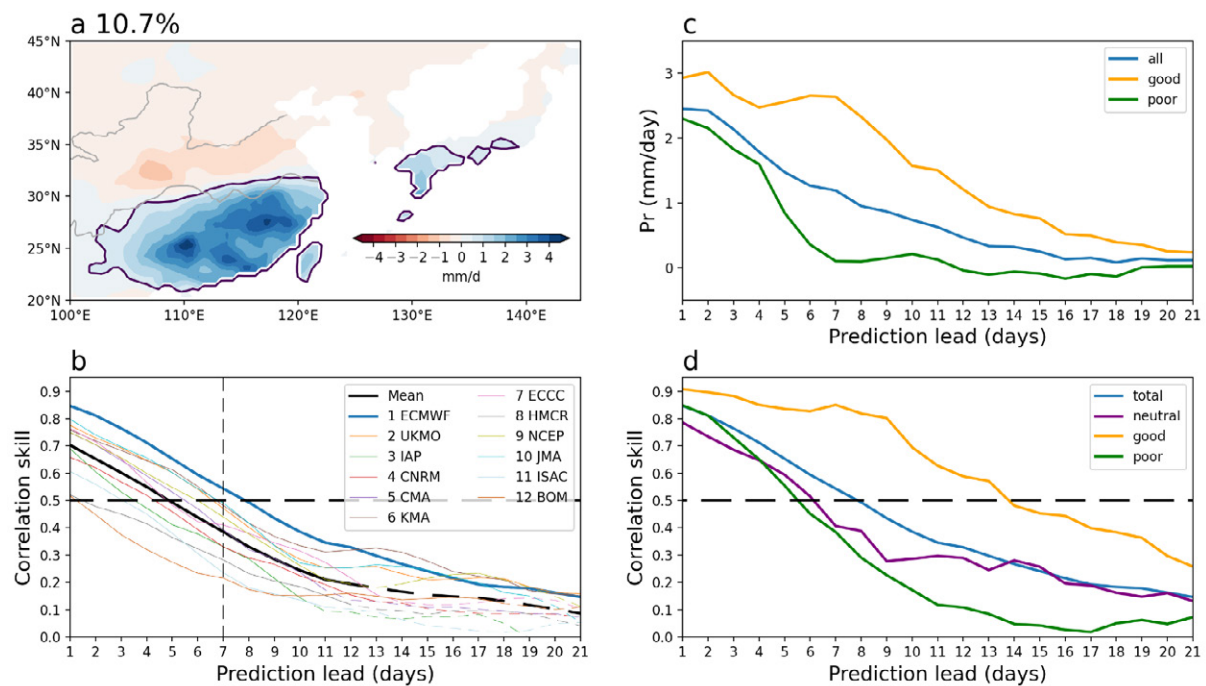 a 10.7%
45°N
40°N
35°N
30°N
25°N
20°N
100°E 110°E 120°E 130°E 140°E
−4 −3 −2 −1 0 1 2 3 4
mm/d
c
all
good
poor
Pr (mm/day)
3
2
1
0
1 2 3 4 5 6 7 8 9 10 11 12 13 14 15 16 17 18 19 20 21
Prediction lead (days)
b
Mean
1 ECMWF
2 UKMO
3 IAP
4 CNRM
5 CMA
6 KMA
7 ECCC
8 HMCR
9 NCEP
10 JMA
11 ISAC
12 BOM
Correlation skill
0.9
0.8
0.7
0.6
0.5
0.4
0.3
0.2
0.1
0.0
1 2 3 4 5 6 7 8 9 10 11 12 13 14 15 16 17 18 19 20 21
Prediction lead (days)
d
total
neutral
good
poor
Correlation skill
0.9
0.8
0.7
0.6
0.5
0.4
0.3
0.2
0.1
0.0
1 2 3 4 5 6 7 8 9 10 11 12 13 14 15 16 17 18 19 20 21
Prediction lead (days)